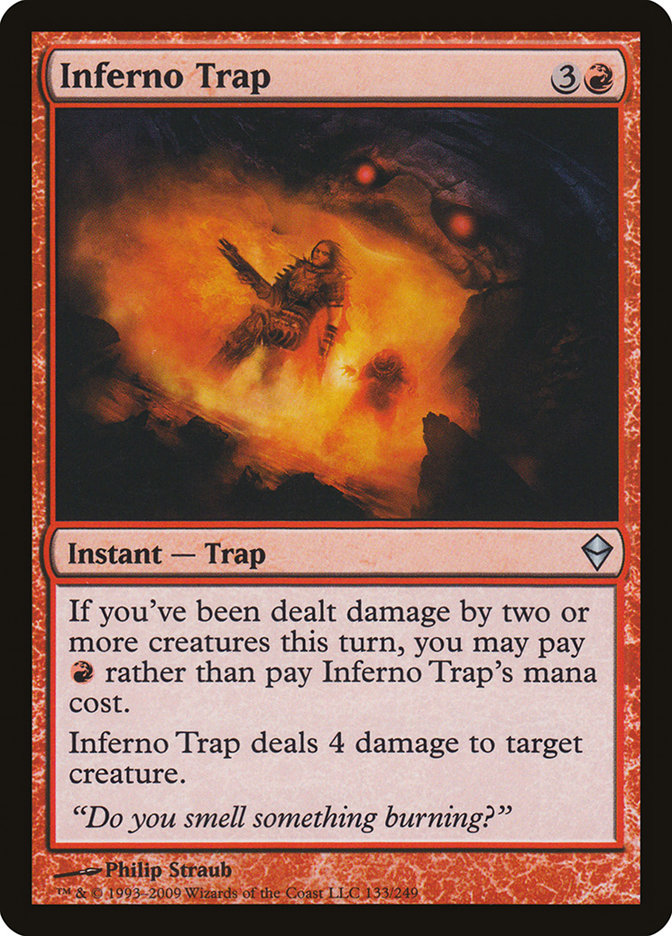 Inferno Trap 3
Instant — Trap
If you've been dealt damage by two or
more creatures this turn, you may pay
rather than pay Inferno Trap's mana
cost.
Inferno Trap deals 4 damage to target
creature.
“Do you smell something burning?”
Philip Straub
™ & © 1993–2009 Wizards of the Coast LLC 133/249